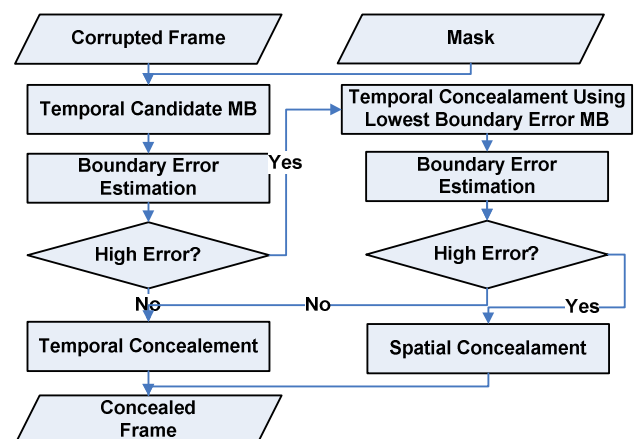 Corrupted Frame
Mask
Temporal Candidate MB
Temporal Concealament Using
Lowest Boundary Error MB
Boundary Error
Estimation
Yes
Boundary Error
Estimation
High Error?
High Error?
No
No
Yes
Temporal Concealement
Spatial Concealament
Concealed
Frame